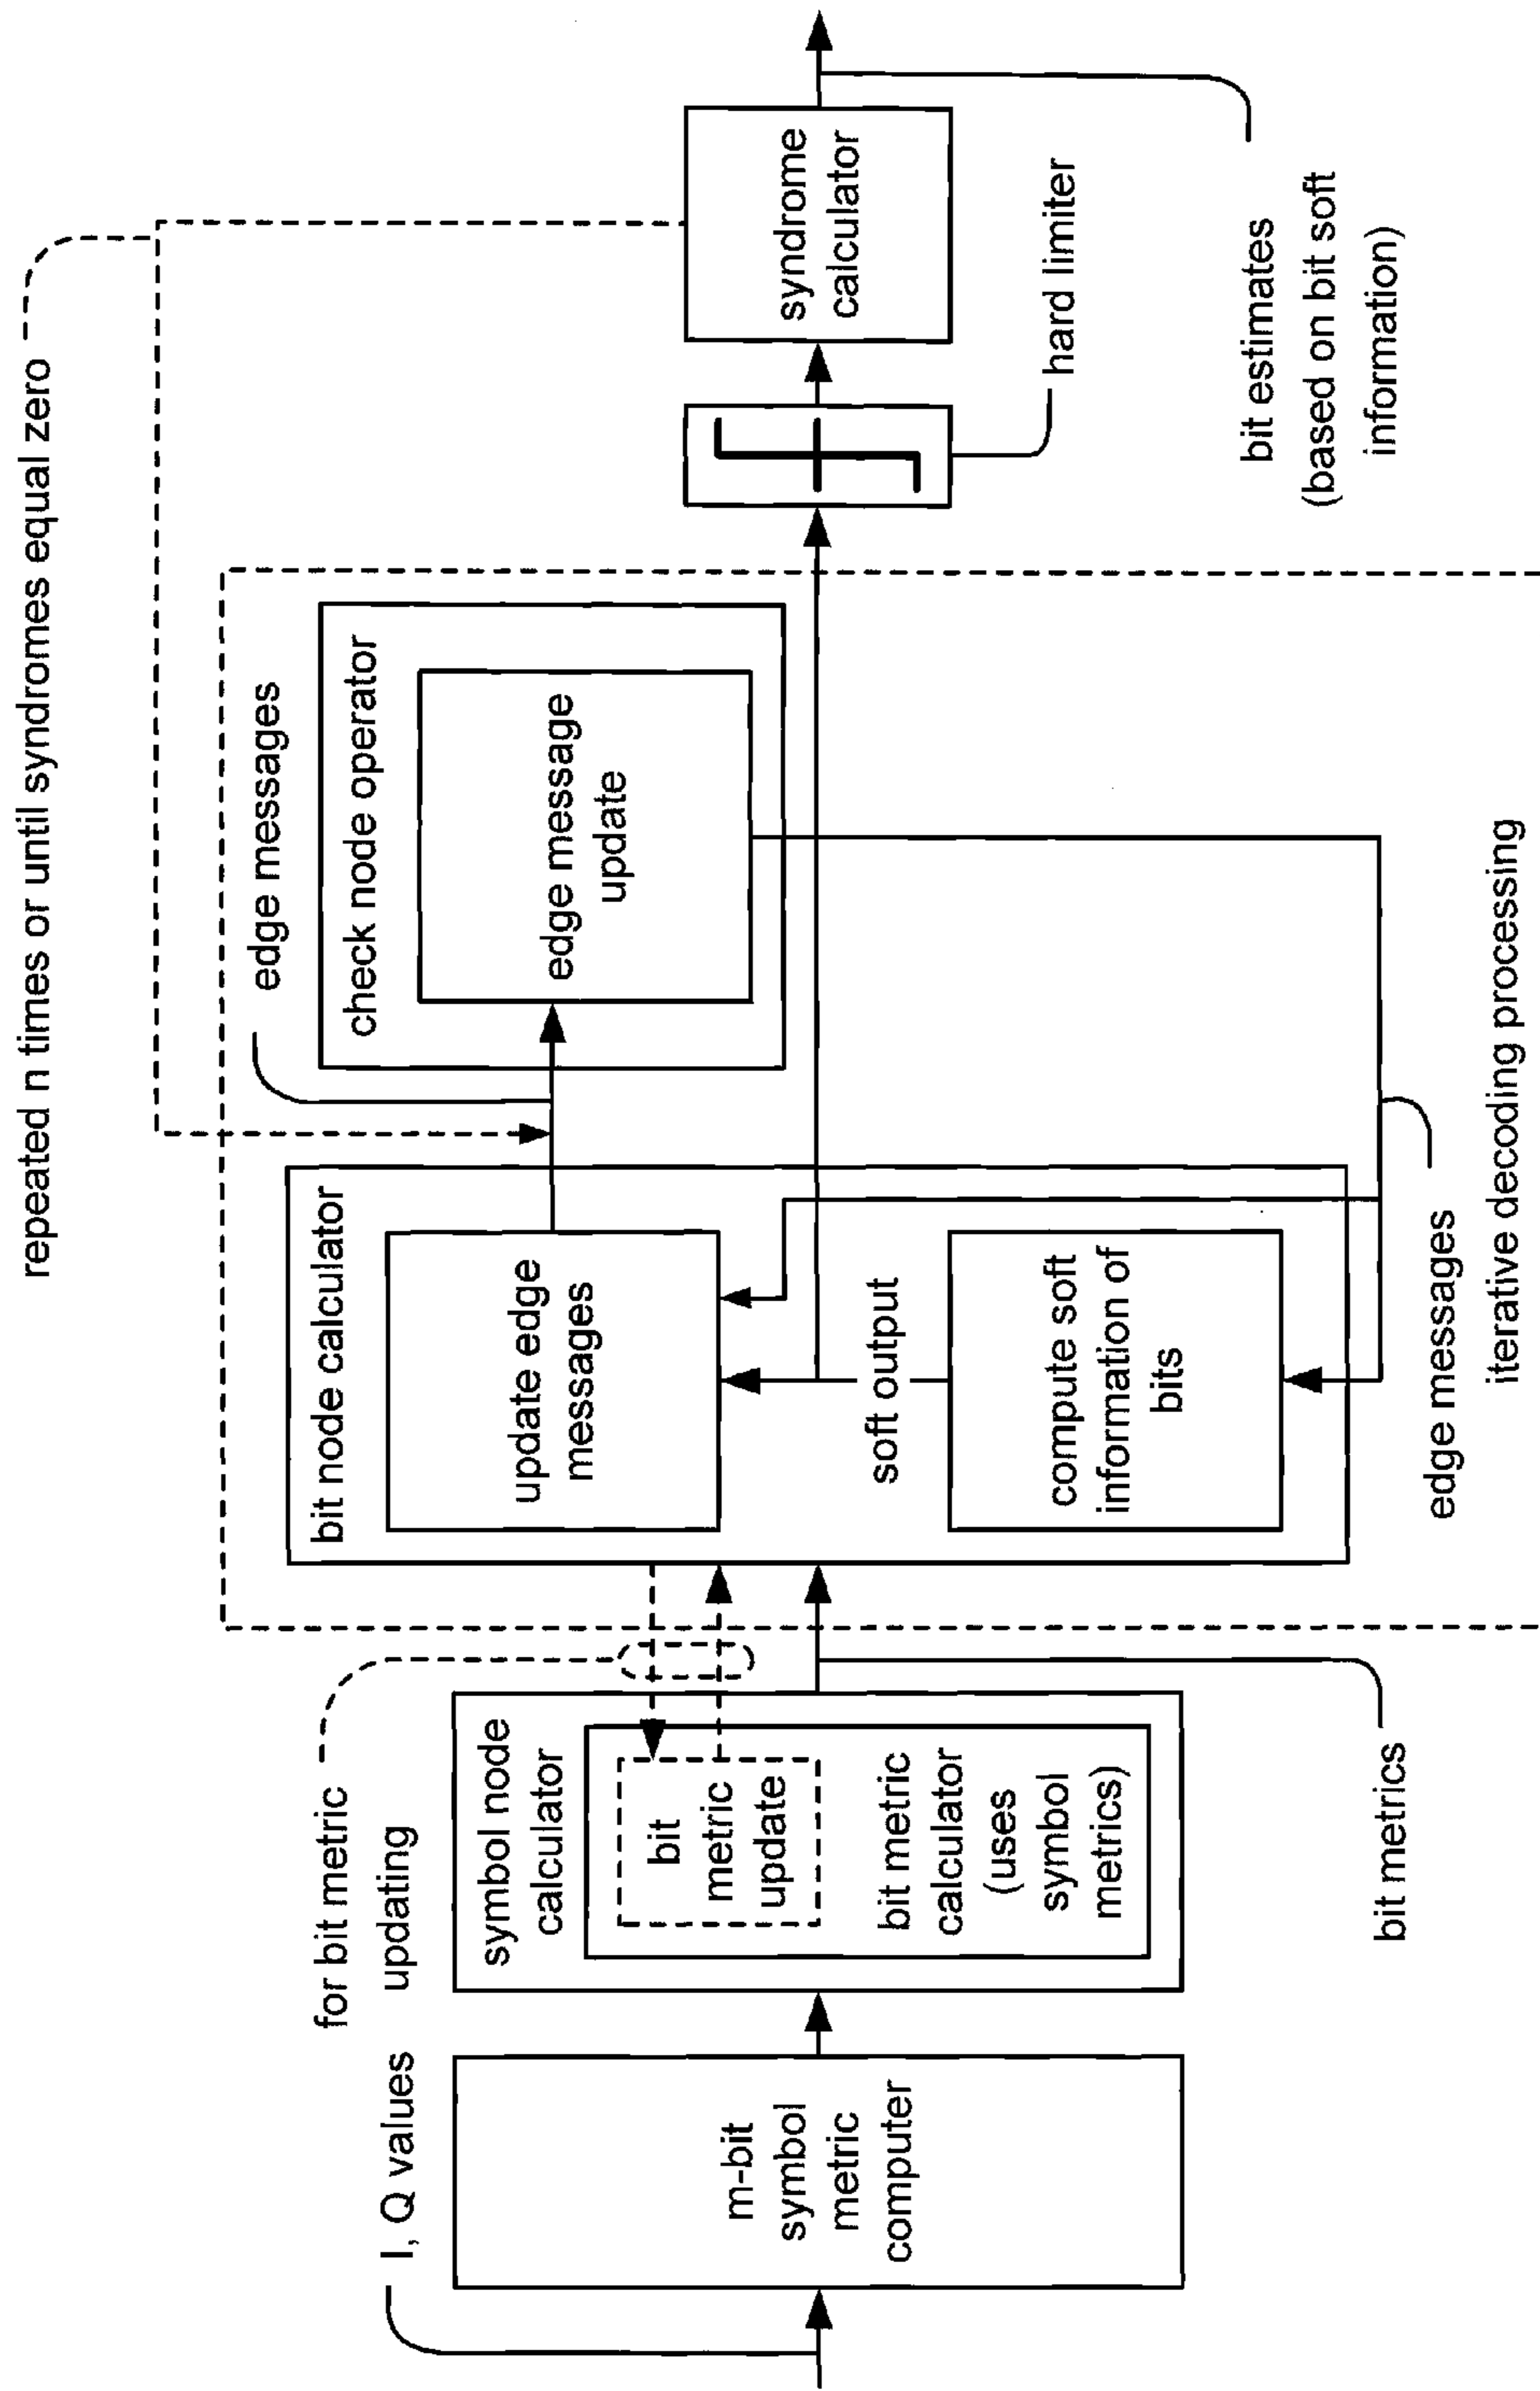 repeated n times or until syndromes equal zero
I, Q values
for bit metric
updating
m-bit
symbol
metric
computer
symbol node
calculator
bit
metric
update
bit metric
calculator
(uses
symbol
metrics)
bit metrics
bit node calculator
update edge
messages
soft output
compute soft
information of
bits
edge messages
check node operator
edge message
update
edge messages
iterative decoding processing
hard limiter
syndrome
calculator
bit estimates
(based on bit soft
information)